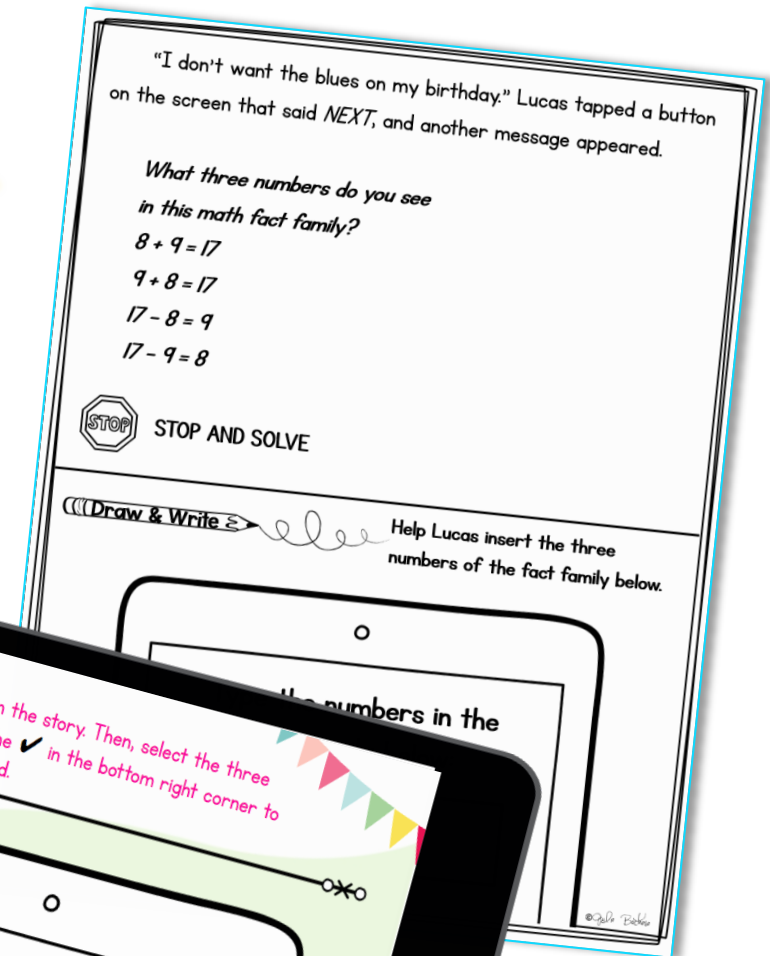 "I don't want the blues on my birthday." Lucas tapped a button
on the screen that said NEXT, and another message appeared.
What three numbers do you see
in this math fact family?
8 + 9 = 17
9 + 8 = 17
17 - 8 = 9
17 - 9 = 8
STOP
STOP AND SOLVE
Draw & Write
Help Lucas insert the three
numbers of the fact family below.
the numbers in the
the story. Then, select the three
✔ in the bottom right corner to